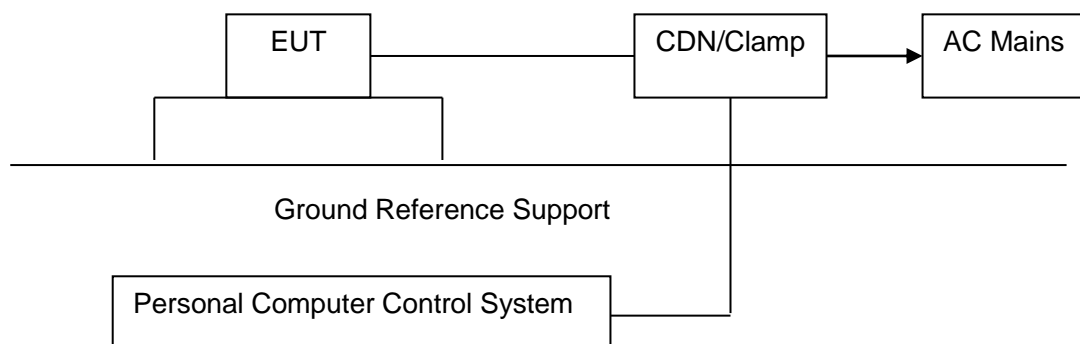 EUT
CDN/Clamp
AC Mains
Ground Reference Support
Personal Computer Control System